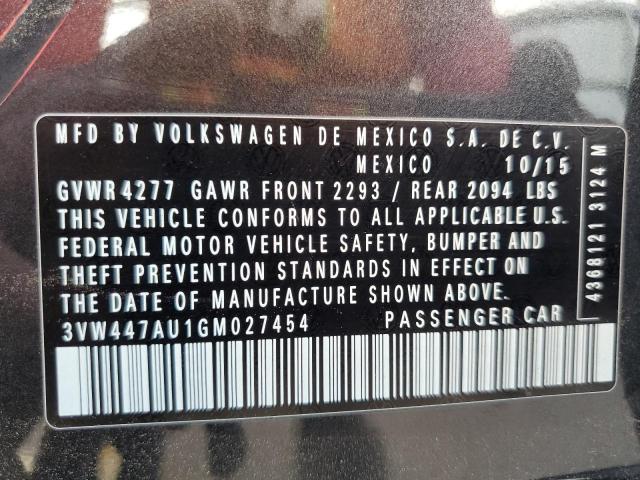 MFD BY VOLKSWAGEN DE MEXICO S.A. DE C.V.
MEXICO 10/15
GVWR 4277 GAWR FRONT 2293 / REAR 2094 LBS
THIS VEHICLE CONFORMS TO ALL APPLICABLE U.S.
FEDERAL MOTOR VEHICLE SAFETY, BUMPER AND
THEFT PREVENTION STANDARDS IN EFFECT ON
THE DATE OF MANUFACTURE SHOWN ABOVE.
3VW447AU1GM027454 PASSENGER CAR
4368121 3124 M